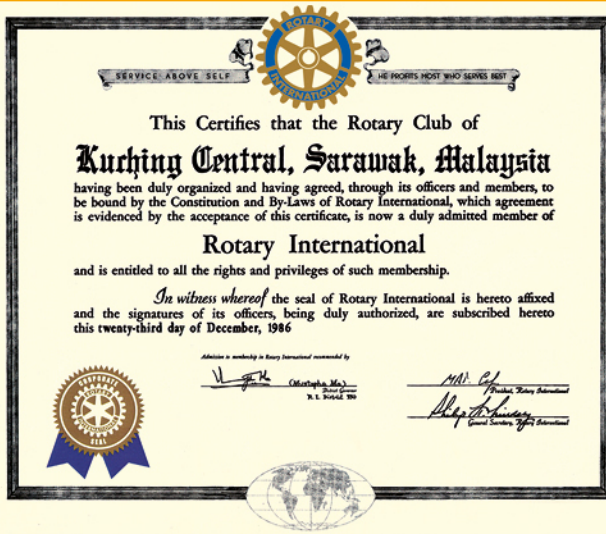 ROTARY
INTERNATIONAL
SERVICE ABOVE SELF
HE PROFITS MOST WHO SERVES BEST
This Certifies that the Rotary Club of
Kuching Central, Sarawak, Malaysia
having been duly organized and having agreed, through its officers and members, to
be bound by the Constitution and By-Laws of Rotary International, which agreement
is evidenced by the acceptance of this certificate, is now a duly admitted member of
Rotary International
and is entitled to all the rights and privileges of such membership.
In witness whereof the seal of Rotary International is hereto affixed
and the signatures of its officers, being duly authorized, are subscribed hereto
this twenty-third day of December, 1986
Admission to membership in Rotary International recommended by
(Mustapha Ma)
District Governor
President, Rotary International
General Secretary, Rotary International
CORPORATE
ROTARY
INTERNATIONAL
SEAL